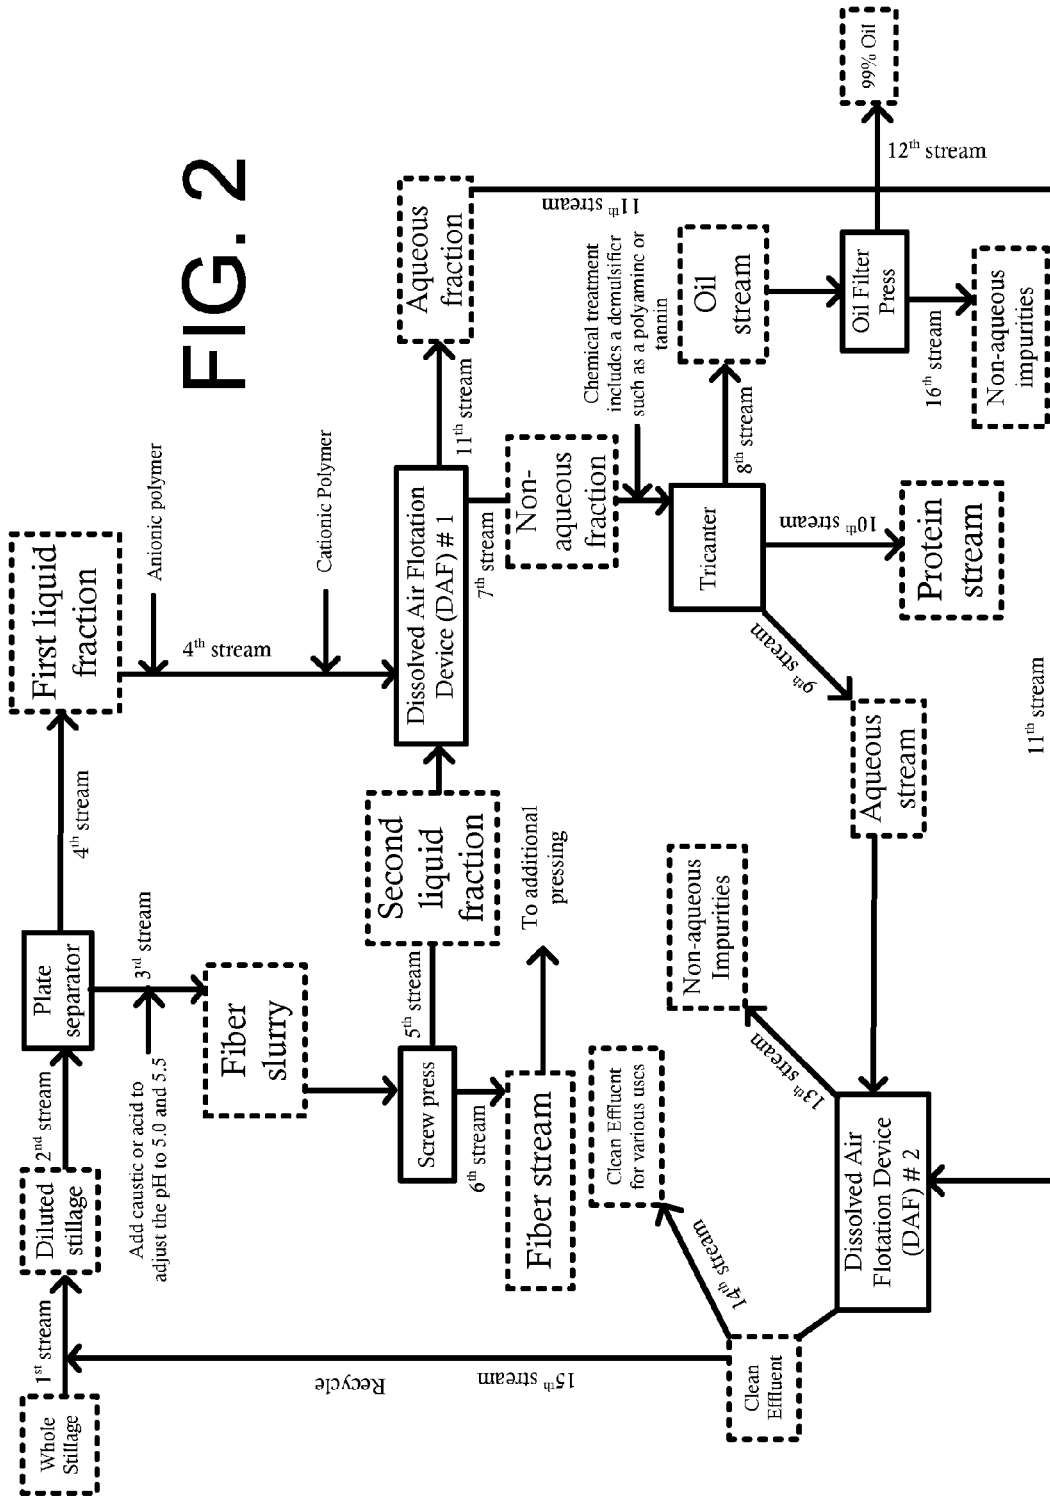 FIG. 2
Whole
Stillage
1st stream
Diluted
stillage
2nd stream
Plate
separator
4th stream
First liquid
fraction
Anionic polymer
4th stream
Cationic Polymer
3rd stream
Add caustic or acid to
adjust the pH to 5.0 and 5.5
Fiber
slurry
Screw press
5th stream
Second
liquid
fraction
6th stream
Fiber stream
To additional
pressing
Dissolved Air Flotation
Device (DAF) # 1
11th stream
Aqueous
fraction
11th stream
7th stream
Non-
aqueous
fraction
Chemical treatment
includes a demulsifier
such as a polyamine or
tannin
Tricanter
8th stream
Oil
stream
Oil Filter
Press
12th stream
99% Oil
16th stream
Non-aqueous
impurities
10th stream
Protein
stream
9th stream
Aqueous
stream
11th stream
Dissolved Air
Flotation Device
(DAF) # 2
13th stream
Non-aqueous
Impurities
Clean
Effluent
14th stream
Clean Effluent
for various uses
15th stream
Recycle